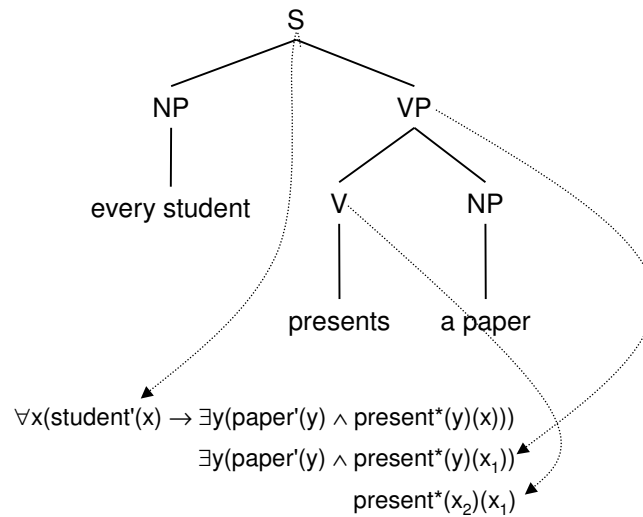 S
NP VP
every student V NP
presents a paper
∀x(student'(x) → ∃y(paper'(y) ∧ present*(y)(x)))
∃y(paper'(y) ∧ present*(y)(x₁))
present*(x₂)(x₁)